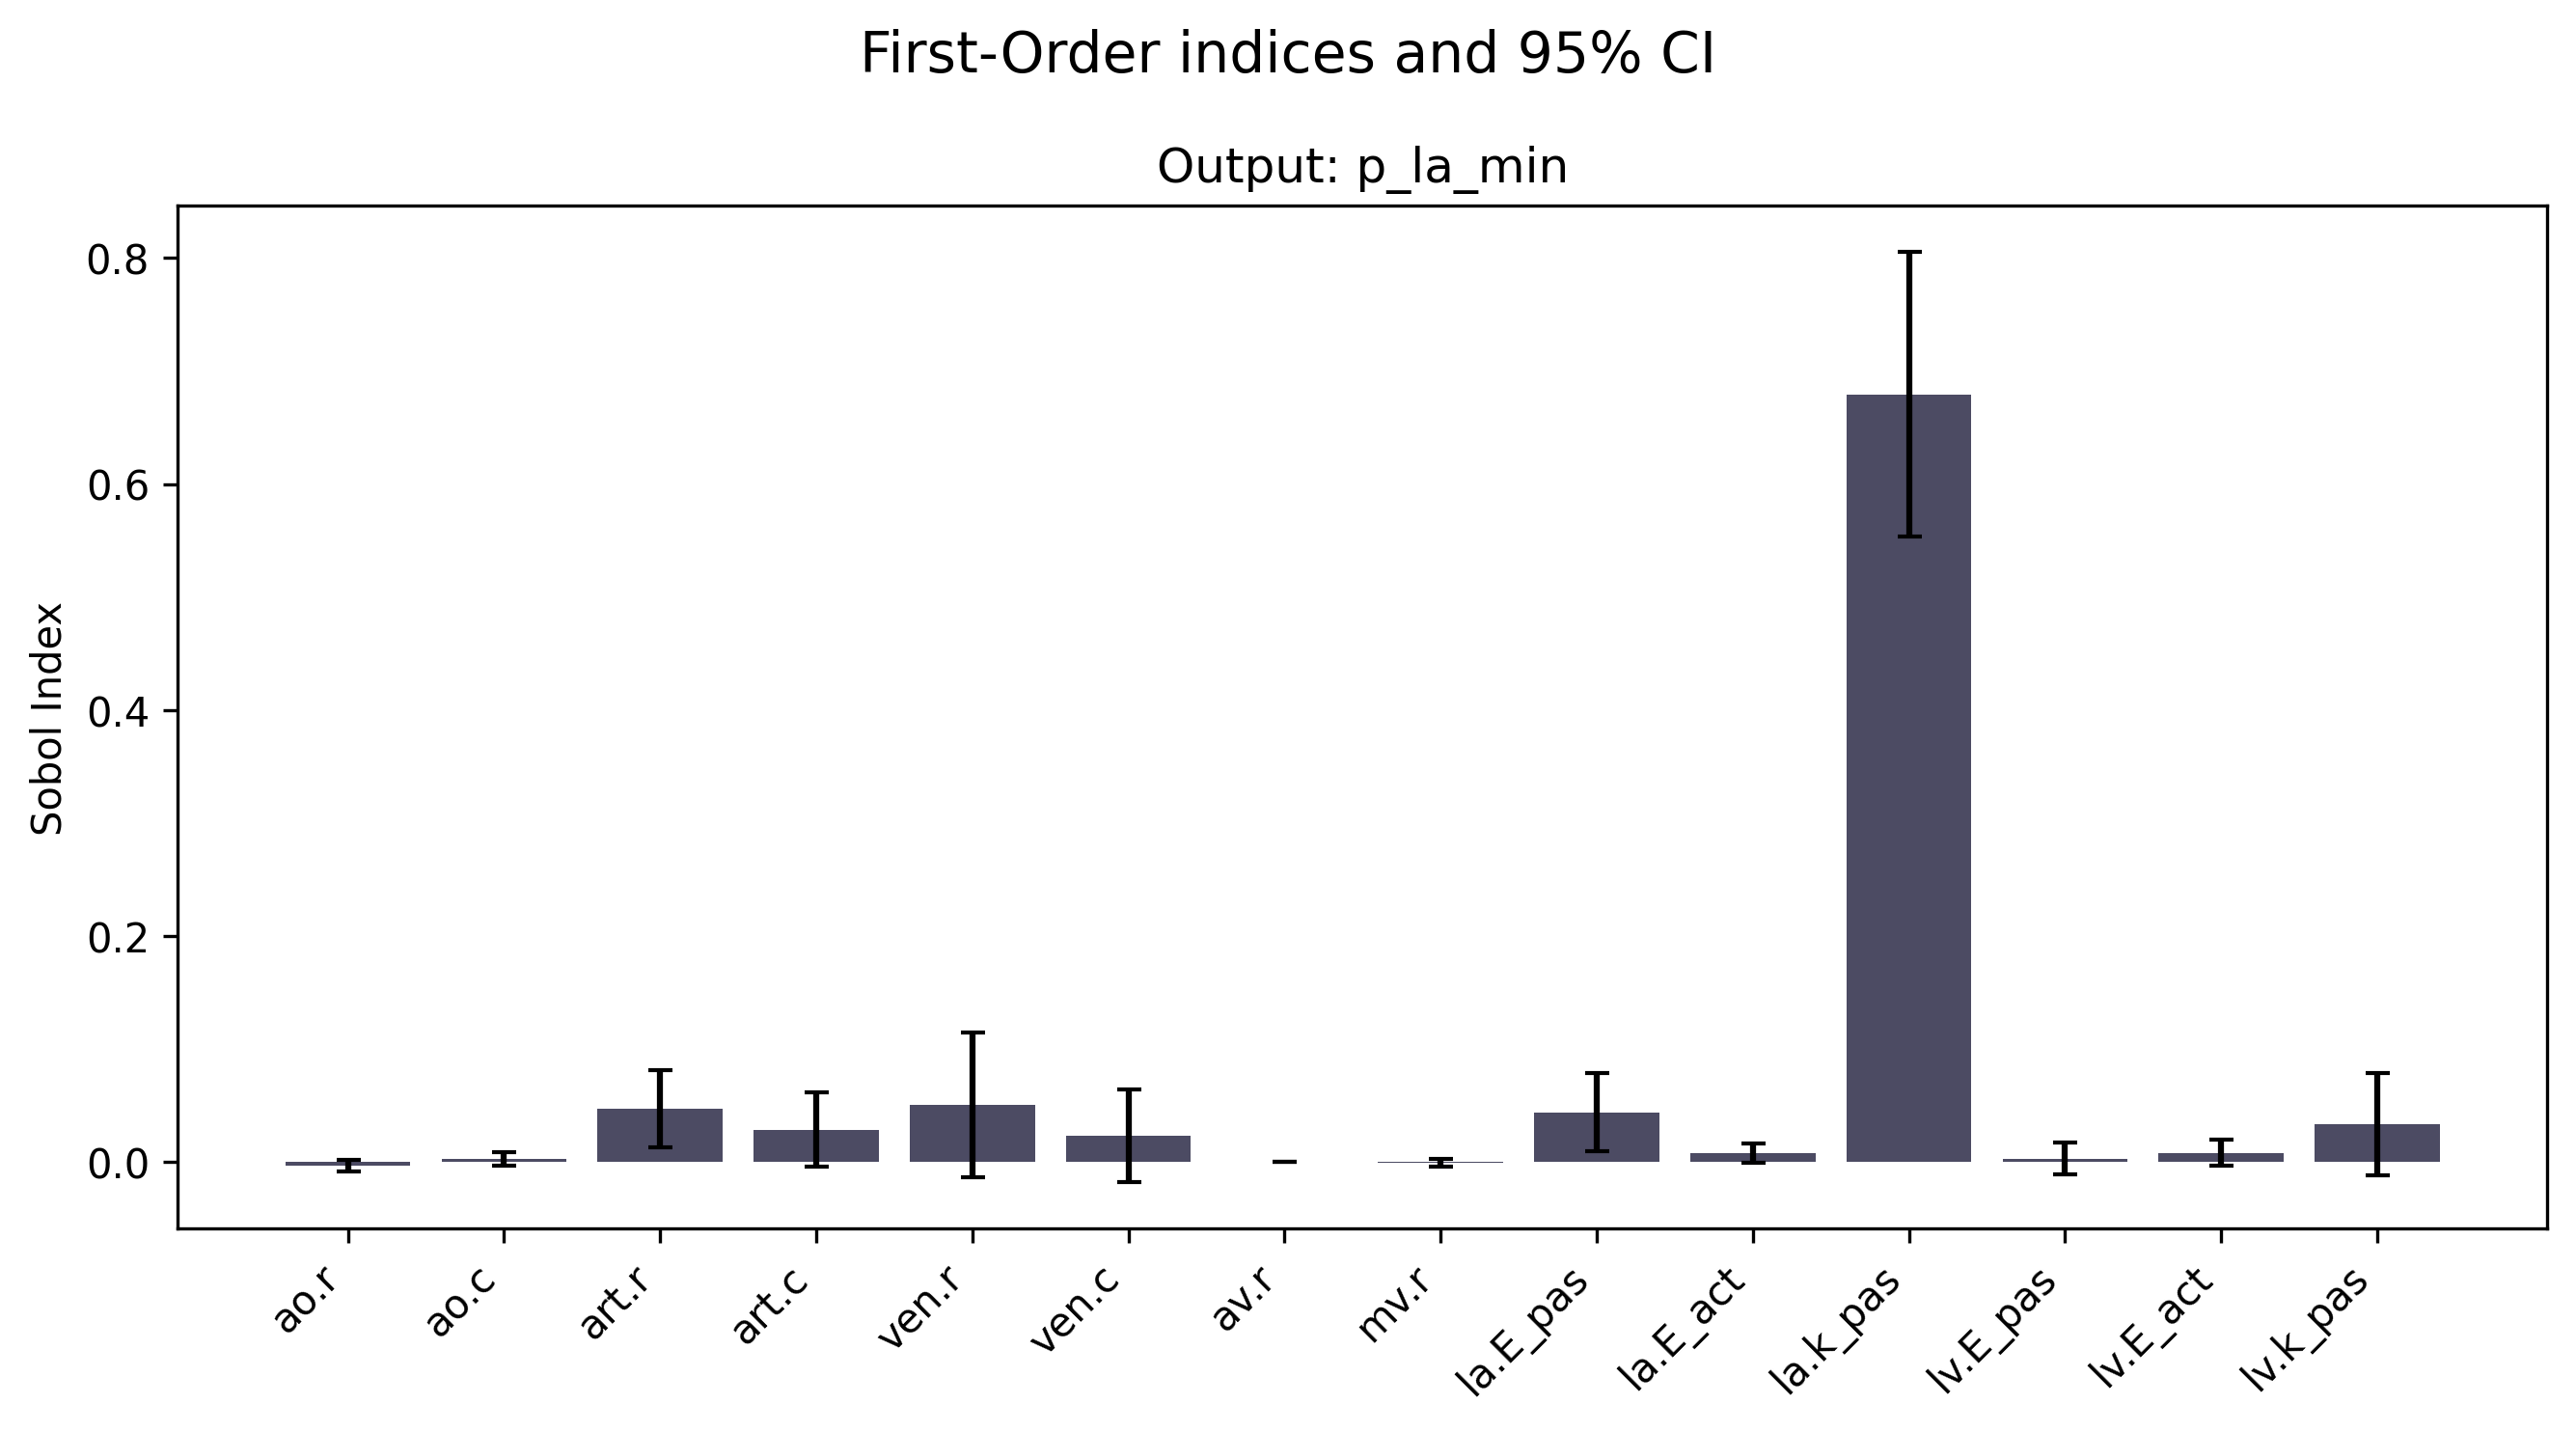 First-Order indices and 95% CI
Output: p_la_min
Sobol Index
0.8
0.6
0.4
0.2
0.0
ao.r
ao.c
art.r
art.c
ven.r
ven.c
av.r
mv.r
la.E_pas
la.E_act
la.k_pas
lv.E_pas
lv.E_act
lv.k_pas